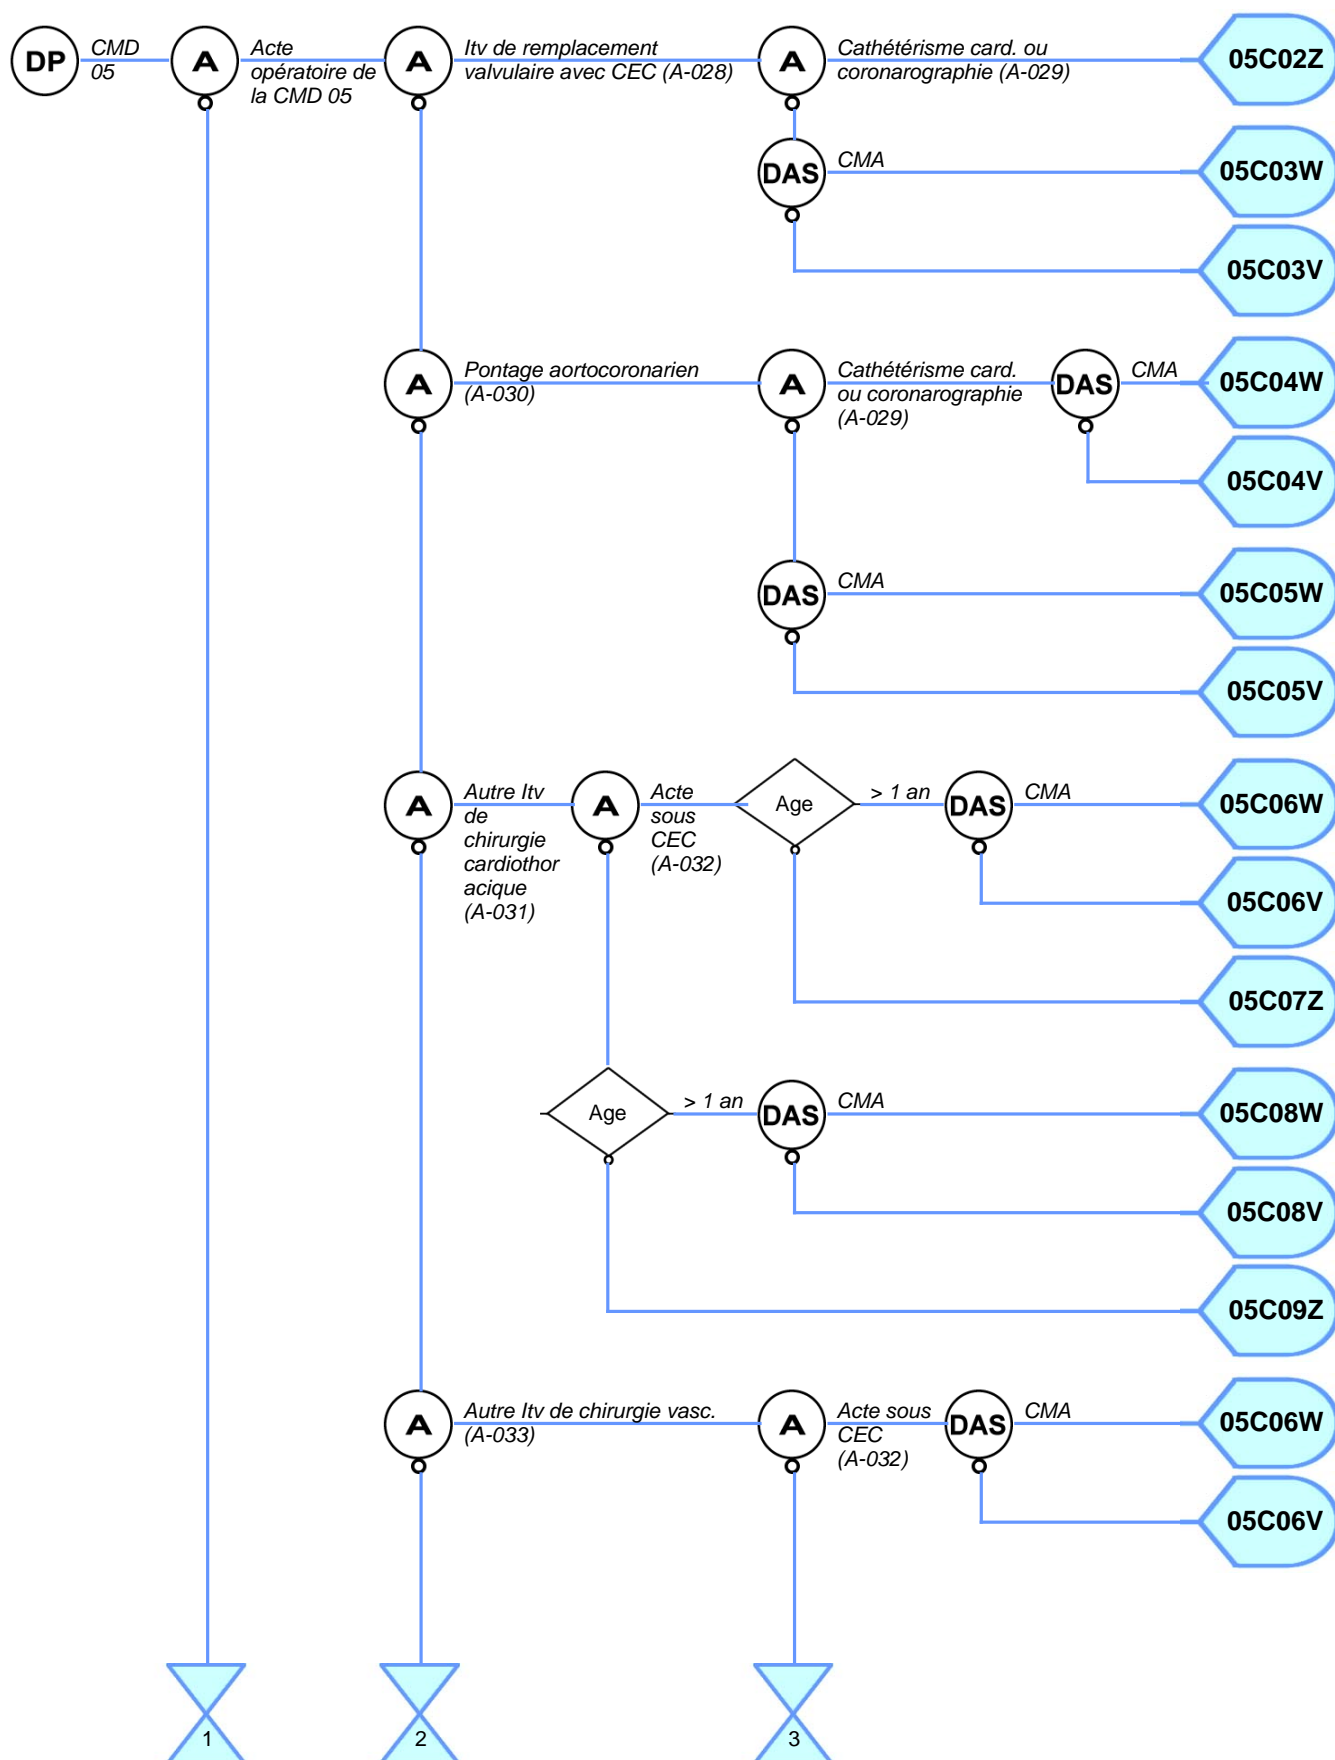 DP
CMD
05
A
Acte
opératoire de
la CMD 05
A
Itv de remplacement
valvulaire avec CEC (A-028)
A
Cathétérisme card. ou
coronarographie (A-029)
05C02Z
DAS
CMA
05C03W
05C03V
A
Pontage aortocoronarien
(A-030)
A
Cathétérisme card.
ou coronarographie
(A-029)
DAS
CMA
05C04W
05C04V
DAS
CMA
05C05W
05C05V
A
Autre Itv
de
chirurgie
cardiothor
acique
(A-031)
A
Acte
sous
CEC
(A-032)
Age
> 1 an
DAS
CMA
05C06W
05C06V
05C07Z
Age
> 1 an
DAS
CMA
05C08W
05C08V
05C09Z
A
Autre Itv de chirurgie vasc.
(A-033)
A
Acte sous
CEC
(A-032)
DAS
CMA
05C06W
05C06V
1
2
3